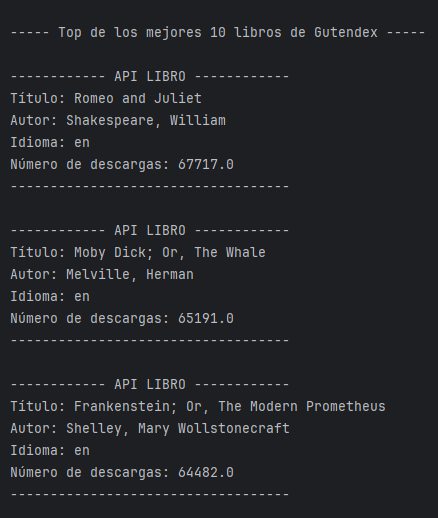 ----- Top de los mejores 10 libros de Gutendex -----
------------ API LIBRO ------------
Título: Romeo and Juliet
Autor: Shakespeare, William
Idioma: en
Número de descargas: 67717.0
-----------------------------------
------------ API LIBRO ------------
Título: Moby Dick; Or, The Whale
Autor: Melville, Herman
Idioma: en
Número de descargas: 65191.0
-----------------------------------
------------ API LIBRO ------------
Título: Frankenstein; Or, The Modern Prometheus
Autor: Shelley, Mary Wollstonecraft
Idioma: en
Número de descargas: 64482.0
-----------------------------------